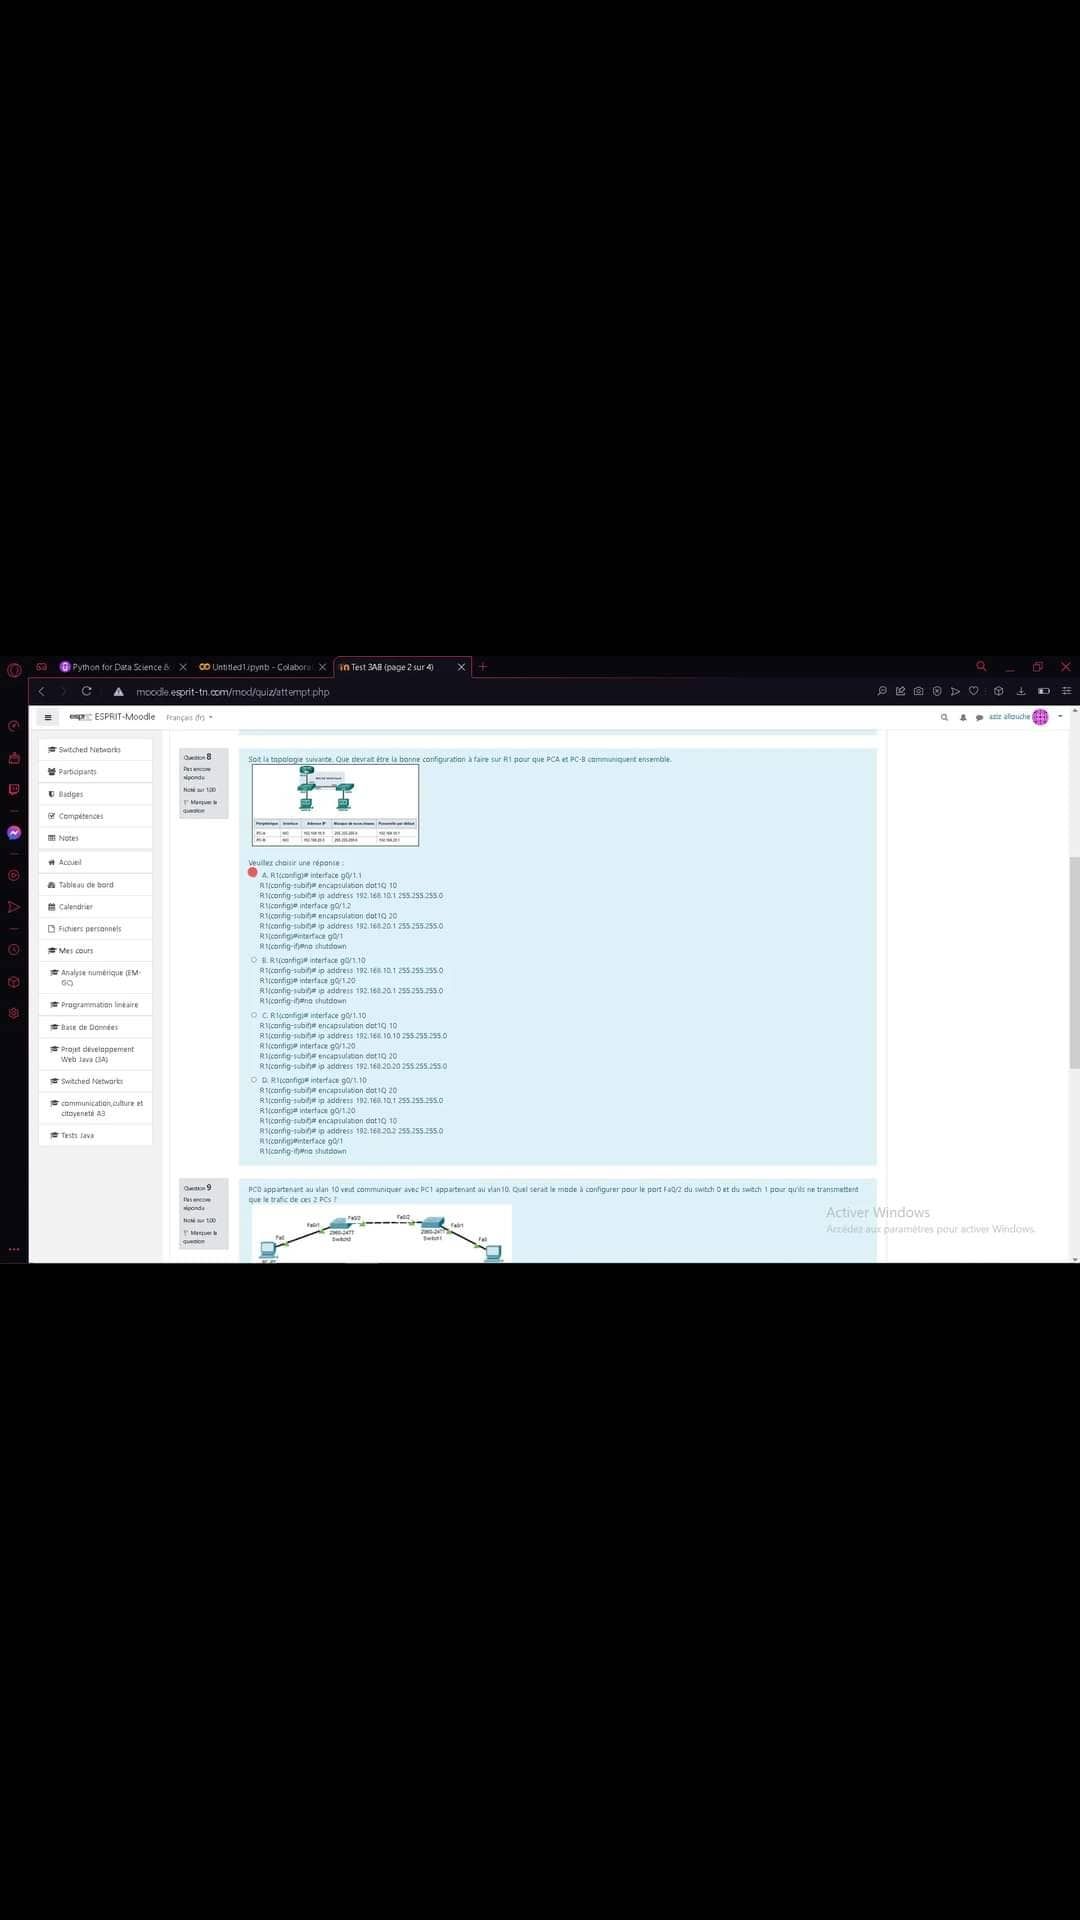 Python for Data Science &
Untitled1.ipynb - Colabora
Test 3AB (page 2 sur 4)
moodle.esprit-tn.com/mod/quiz/attempt.php
ESPRIT-Moodle
Français (fr)
aziz allouche
Switched Networks
Participants
Badges
Compétences
Notes
Accueil
Tableau de bord
Calendrier
Fichiers personnels
Mes cours
Analyse numérique (EM-
GC)
Programmation linéaire
Base de Données
Projet développement
Web Java (3A)
Switched Networks
communication,culture et
citoyeneté A3
Tests Java
Question 8
Pas encore
répondu
Noté sur 1,00
Marquer la
question
Soit la topologie suivante. Que devrait être la bonne configuration à faire sur R1 pour que PCA et PC-B communiquent ensemble.
Périphérique Interface Adresse IP Masque de sous-réseau Passerelle par défaut
Veuillez choisir une réponse :
A. R1(config)# interface g0/1.1
R1(config-subif)# encapsulation dot1Q 10
R1(config-subif)# ip address 192.168.10.1 255.255.255.0
R1(config)# interface g0/1.2
R1(config-subif)# encapsulation dot1Q 20
R1(config-subif)# ip address 192.168.20.1 255.255.255.0
R1(config)#interface g0/1
R1(config-if)#no shutdown
B. R1(config)# interface g0/1.10
R1(config-subif)# ip address 192.168.10.1 255.255.255.0
R1(config)# interface g0/1.20
R1(config-subif)# ip address 192.168.20.1 255.255.255.0
R1(config-if)#no shutdown
C. R1(config)# interface g0/1.10
R1(config-subif)# encapsulation dot1Q 10
R1(config-subif)# ip address 192.168.10.10 255.255.255.0
R1(config)# interface g0/1.20
R1(config-subif)# encapsulation dot1Q 20
R1(config-subif)# ip address 192.168.20.20 255.255.255.0
D. R1(config)# interface g0/1.10
R1(config-subif)# encapsulation dot1Q 20
R1(config-subif)# ip address 192.168.10.1 255.255.255.0
R1(config)# interface g0/1.20
R1(config-subif)# encapsulation dot1Q 10
R1(config-subif)# ip address 192.168.20.2 255.255.255.0
R1(config)#interface g0/1
R1(config-if)#no shutdown
Question 9
Pas encore
répondu
Noté sur 1,00
Marquer la
question
PC0 appartenant au vlan 10 veut communiquer avec PC1 appartenant au vlan10. Quel serait le mode à configurer pour le port Fa0/2 du switch 0 et du switch 1 pour qu'ils ne transmettent
que le trafic de ces 2 PCs ?
Fa0/2 Fa0/2
Fa0/1 Fa0/1
2960-24TT 2960-24TT
Switch0 Switch1
Fa0 Fa0
Activer Windows
Accédez aux paramètres pour activer Windows.